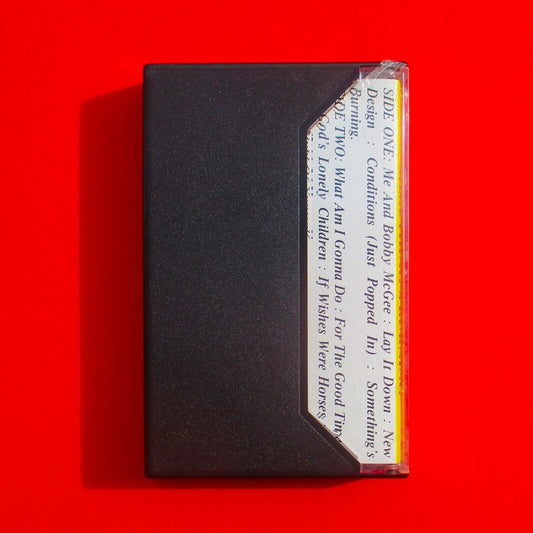 SIDE ONE: Me And Bobby McGee : Lay It Down : New
Design : Conditions (Just Popped In) : Something's
Burning.
DE TWO: What Am I Gonna Do : For The Good Tim
God's Lonely Children : If Wishes Were Horses